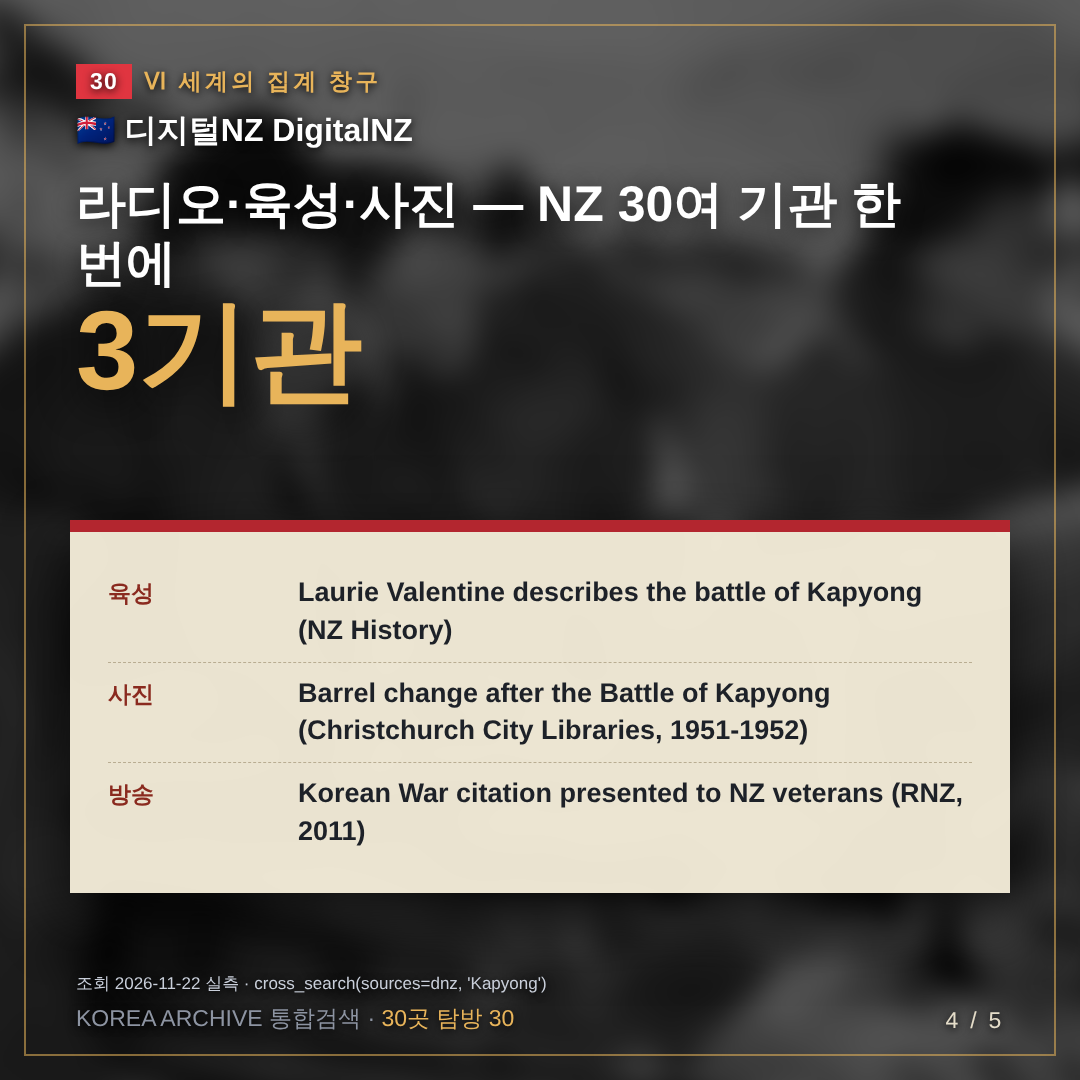 30 Ⅵ 세계의 집계 창구
디지털NZ DigitalNZ
라디오·육성·사진 — NZ 30여 기관 한
번에
3기관
육성
Laurie Valentine describes the battle of Kapyong
(NZ History)
사진
Barrel change after the Battle of Kapyong
(Christchurch City Libraries, 1951-1952)
방송
Korean War citation presented to NZ veterans (RNZ,
2011)
조회 2026-11-22 실측 · cross_search(sources=dnz, 'Kapyong')
KOREA ARCHIVE 통합검색 · 30곳 탐방 30
4 / 5